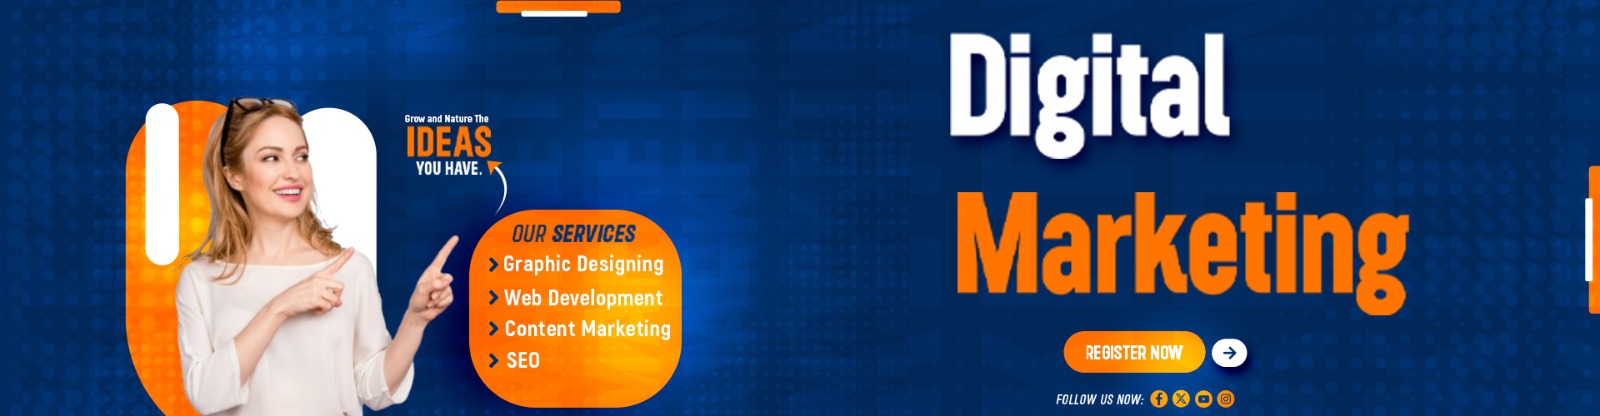 Grow and Nature The
IDEAS
YOU HAVE.
OUR SERVICES
Graphic Designing
Web Development
Content Marketing
SEO
Digital
Marketing
REGISTER NOW
FOLLOW US NOW: